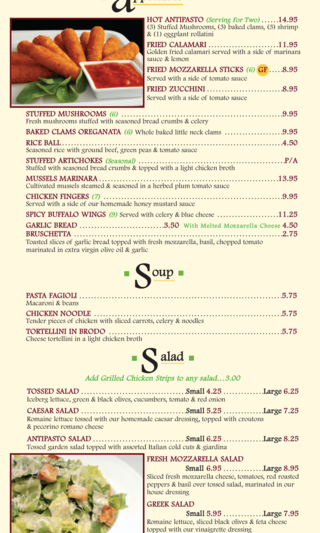 HOT ANTIPASTO (Serving For Two) ......14.95
(3) Stuffed Mushrooms, (3) baked clams, (3) shrimp
& (1) eggplant rollatini
FRIED CALAMARI ..................11.95
Golden fried calamari served with a side of marinara
sauce & lemon
FRIED MOZZARELLA STICKS (6) GF .....8.95
Served with a side of tomato sauce
FRIED ZUCCHINI ..................8.95
Served with a side of tomato sauce
STUFFED MUSHROOMS (6) ..................9.95
Fresh mushrooms stuffed with seasoned bread crumbs & celery
BAKED CLAMS OREGANATA (6) Whole baked little neck clams ..................9.95
RICE BALL ..................4.50
Seasoned rice with ground beef, green peas & tomato sauce
STUFFED ARTICHOKES (Seasonal) ..................P/A
Stuffed with seasoned bread crumbs & topped with a light chicken broth
MUSSELS MARINARA ..................13.95
Cultivated mussels steamed & seasoned in a herbed plum tomato sauce
CHICKEN FINGERS (7) ..................9.95
Served with a side of our homemade honey mustard sauce
SPICY BUFFALO WINGS (9) Served with celery & blue cheese ..................11.25
GARLIC BREAD ..................3.50 With Melted Mozzarella Cheese 4.50
BRUSCHETTA ..................2.75
Toasted slices of garlic bread topped with fresh mozzarella, basil, chopped tomato
marinated in extra virgin olive oil & garlic
Soup
PASTA FAGIOLI ..................5.75
Macaroni & beans
CHICKEN NOODLE ..................5.75
Tender pieces of chicken with sliced carrots, celery & noodles
TORTELLINI IN BRODO ..................5.75
Cheese tortellini in a light chicken broth
Salad
Add Grilled Chicken Strips to any salad...3.00
TOSSED SALAD ..................Small 4.25 ..............Large 6.25
Iceberg lettuce, green & black olives, cucumbers, tomato & red onion
CAESAR SALAD ..................Small 5.25 ..............Large 7.25
Romaine lettuce tossed with our homemade caesar dressing, topped with croutons
& pecorino romano cheese
ANTIPASTO SALAD ..................Small 6.25 ..............Large 8.25
Tossed garden salad topped with assorted Italian cold cuts & giardina
FRESH MOZZARELLA SALAD
Small 6.95 ..............Large 8.95
Sliced fresh mozzarella cheese, tomatoes, red roasted
peppers & basil over tossed salad, marinated in our
house dressing
GREEK SALAD
Small 5.95 ..............Large 7.95
Romaine lettuce, sliced black olives & feta cheese
topped with our vinaigrette dressing